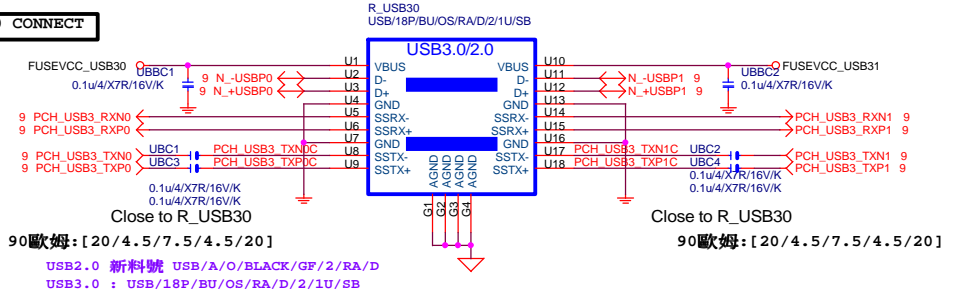 CONNECT
R_USB30
USB/18P/BU/OS/RA/D/2/1U/SB
USB3.0/2.0
FUSEVCC_USB30
UBBC1
0.1u/4/X7R/16V/K
9 N_-USBP0
9 N_+USBP0
9 PCH_USB3_RXN0
9 PCH_USB3_RXP0
9 PCH_USB3_TXN0
9 PCH_USB3_TXP0
UBC1
UBC3
PCH_USB3_TXN0C
PCH_USB3_TXP0C
0.1u/4/X7R/16V/K
0.1u/4/X7R/16V/K
U1
U2
U3
U4
U5
U6
U7
U8
U9
VBUS
D-
D+
GND
SSRX-
SSRX+
GND
SSTX-
SSTX+
VBUS
D-
D+
GND
SSRX-
SSRX+
GND
SSTX-
SSTX+
AGND
AGND
AGND
AGND
G1
G2
G3
G4
U10
U11
U12
U13
U14
U15
U16
U17
U18
FUSEVCC_USB31
UBBC2
0.1u/4/X7R/16V/K
N_-USBP1 9
N_+USBP1 9
PCH_USB3_RXN1 9
PCH_USB3_RXP1 9
PCH_USB3_TXN1C
PCH_USB3_TXP1C
UBC2
UBC4
PCH_USB3_TXN1 9
PCH_USB3_TXP1 9
0.1u/4/X7R/16V/K
0.1u/4/X7R/16V/K
Close to R_USB30
Close to R_USB30
90歐姆:[20/4.5/7.5/4.5/20]
90歐姆:[20/4.5/7.5/4.5/20]
USB2.0 新料號 USB/A/O/BLACK/GF/2/RA/D
USB3.0 : USB/18P/BU/OS/RA/D/2/1U/SB